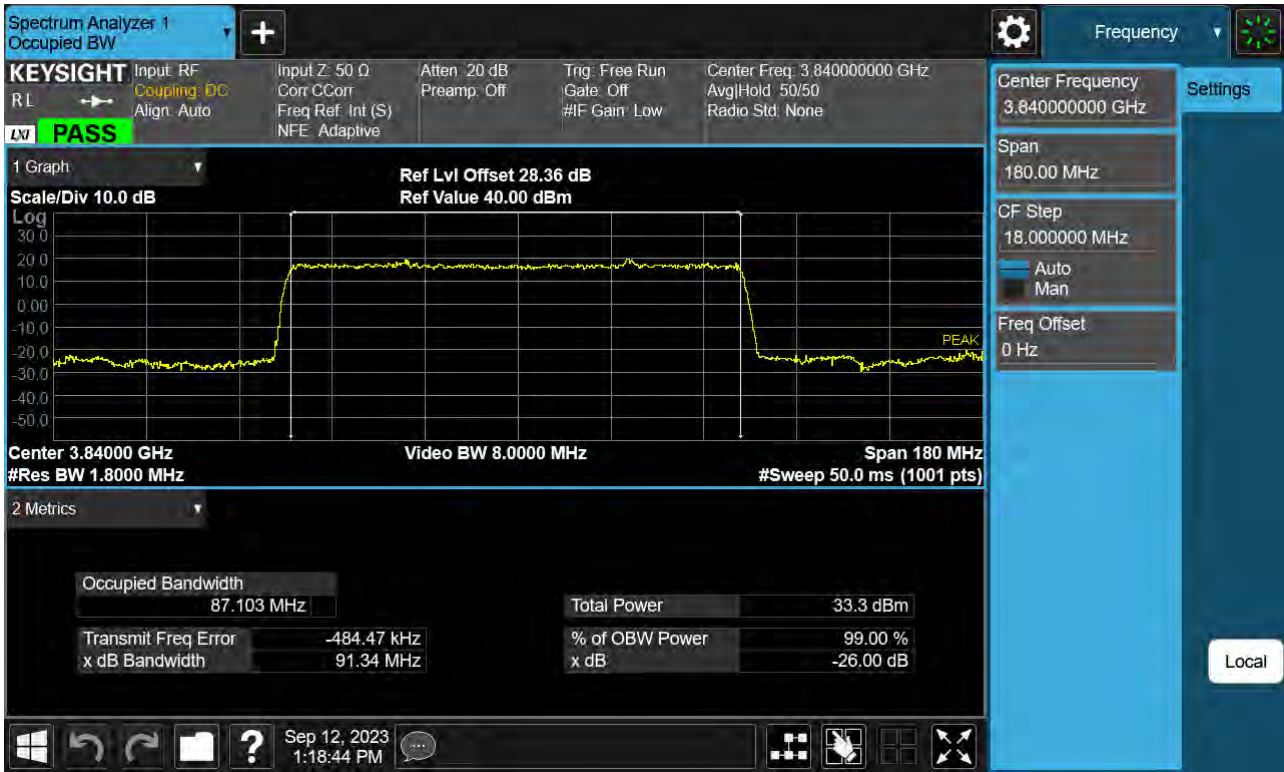 Spectrum Analyzer 1
Occupied BW
Frequency
KEYSIGHT
RL
LXI
PASS
Input: RF
Coupling: DC
Align: Auto
Input Z: 50 Ω
Corr CCorr
Freq Ref: Int (S)
NFE: Adaptive
Atten: 20 dB
Preamp: Off
Trig: Free Run
Gate: Off
#IF Gain: Low
Center Freq: 3.840000000 GHz
Avg|Hold: 50/50
Radio Std: None
Center Frequency
3.840000000 GHz
Settings
Span
180.00 MHz
CF Step
18.000000 MHz
Auto
Man
Freq Offset
0 Hz
Local
1 Graph
Scale/Div 10.0 dB
Ref Lvl Offset 28.36 dB
Ref Value 40.00 dBm
Log
30.0
20.0
10.0
0.00
-10.0
-20.0
-30.0
-40.0
-50.0
PEAK
Center 3.84000 GHz
Video BW 8.0000 MHz
Span 180 MHz
#Res BW 1.8000 MHz
#Sweep 50.0 ms (1001 pts)
2 Metrics
Occupied Bandwidth
87.103 MHz
Total Power 33.3 dBm
Transmit Freq Error -484.47 kHz
% of OBW Power 99.00 %
x dB Bandwidth 91.34 MHz
x dB -26.00 dB
Sep 12, 2023
1:18:44 PM